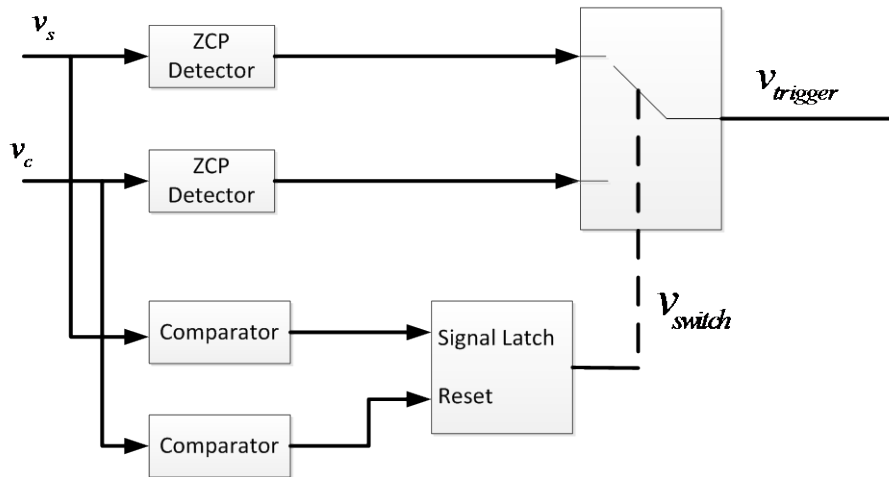 v_s
ZCP
Detector
v_trigger
v_c
ZCP
Detector
v_switch
Comparator
Signal Latch
Reset
Comparator